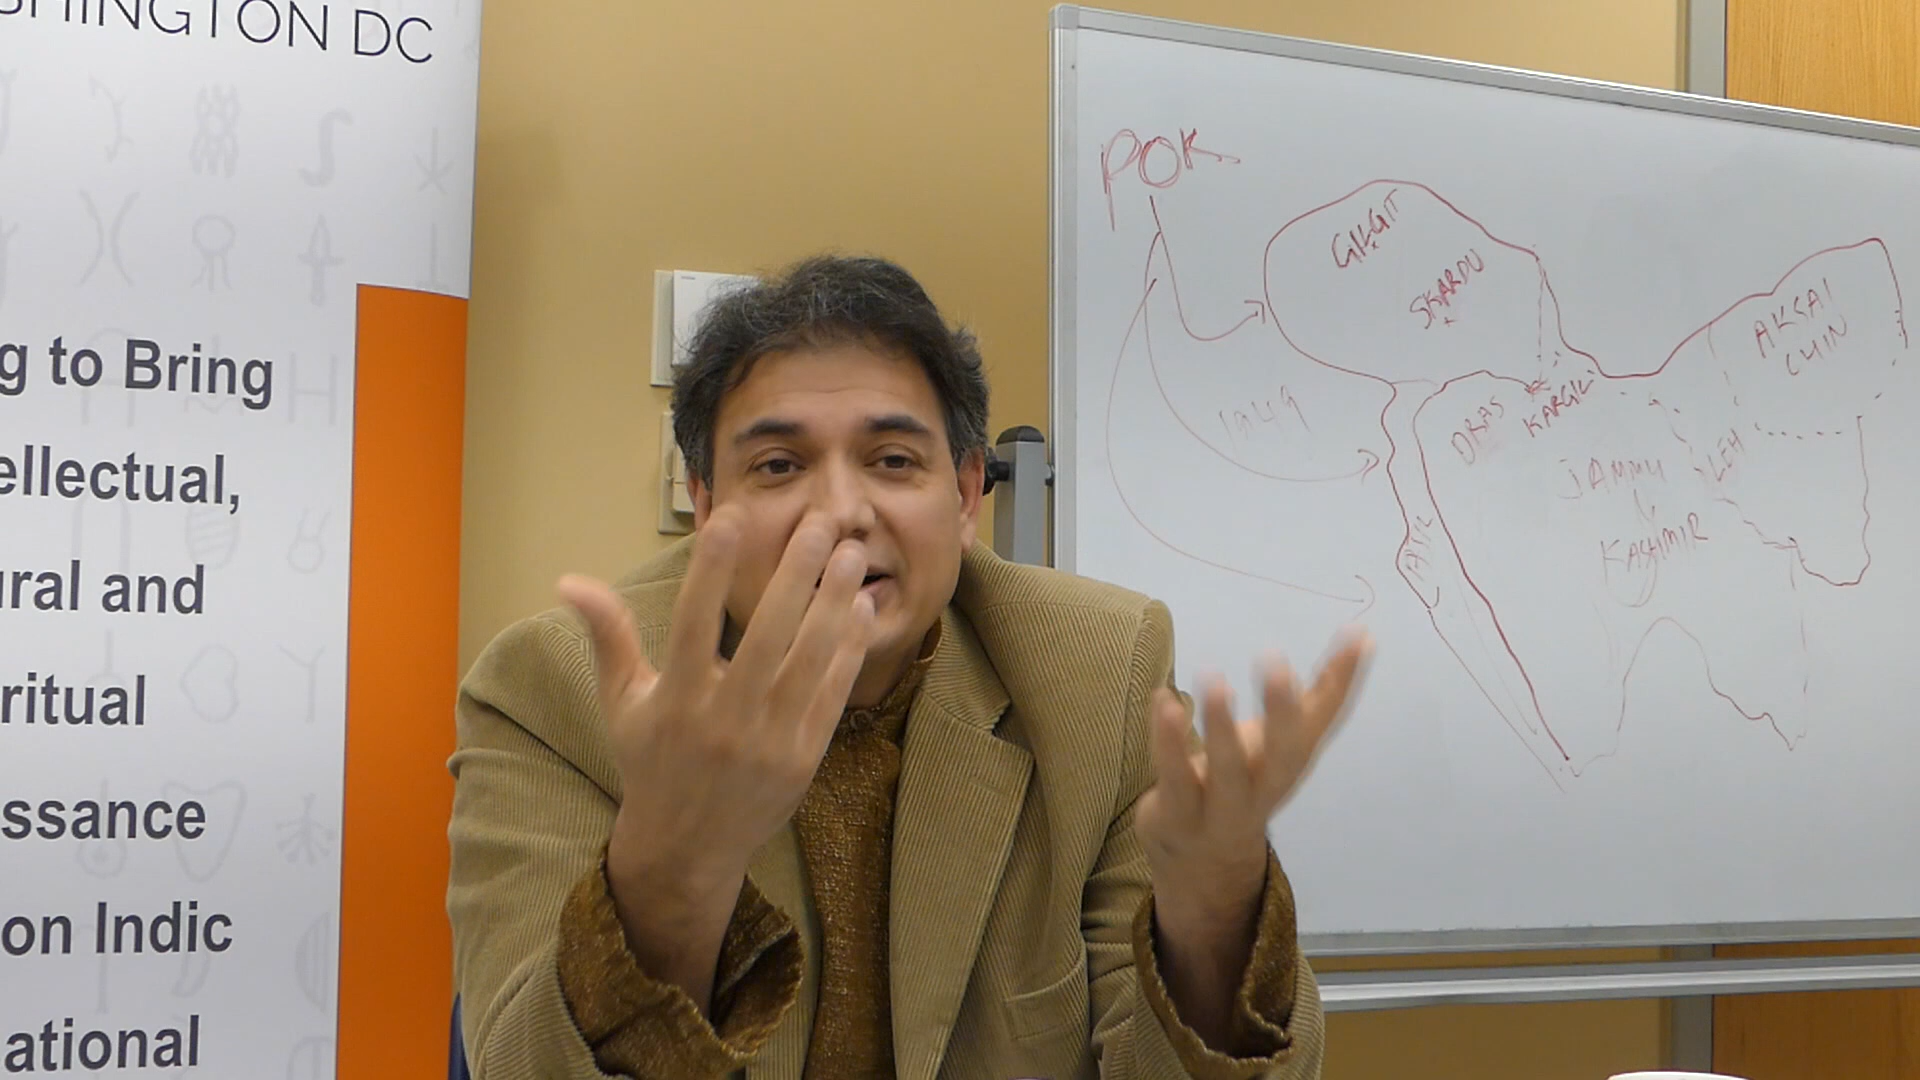 SHINGTON DC
g to Bring
ellectual,
ural and
ritual
ssance
on Indic
ational
POK
GILGIT
SKARDU
AKSAI
CHIN
1949
DRAS
KARGIL
LEH
JAMMU
&
KASHMIR